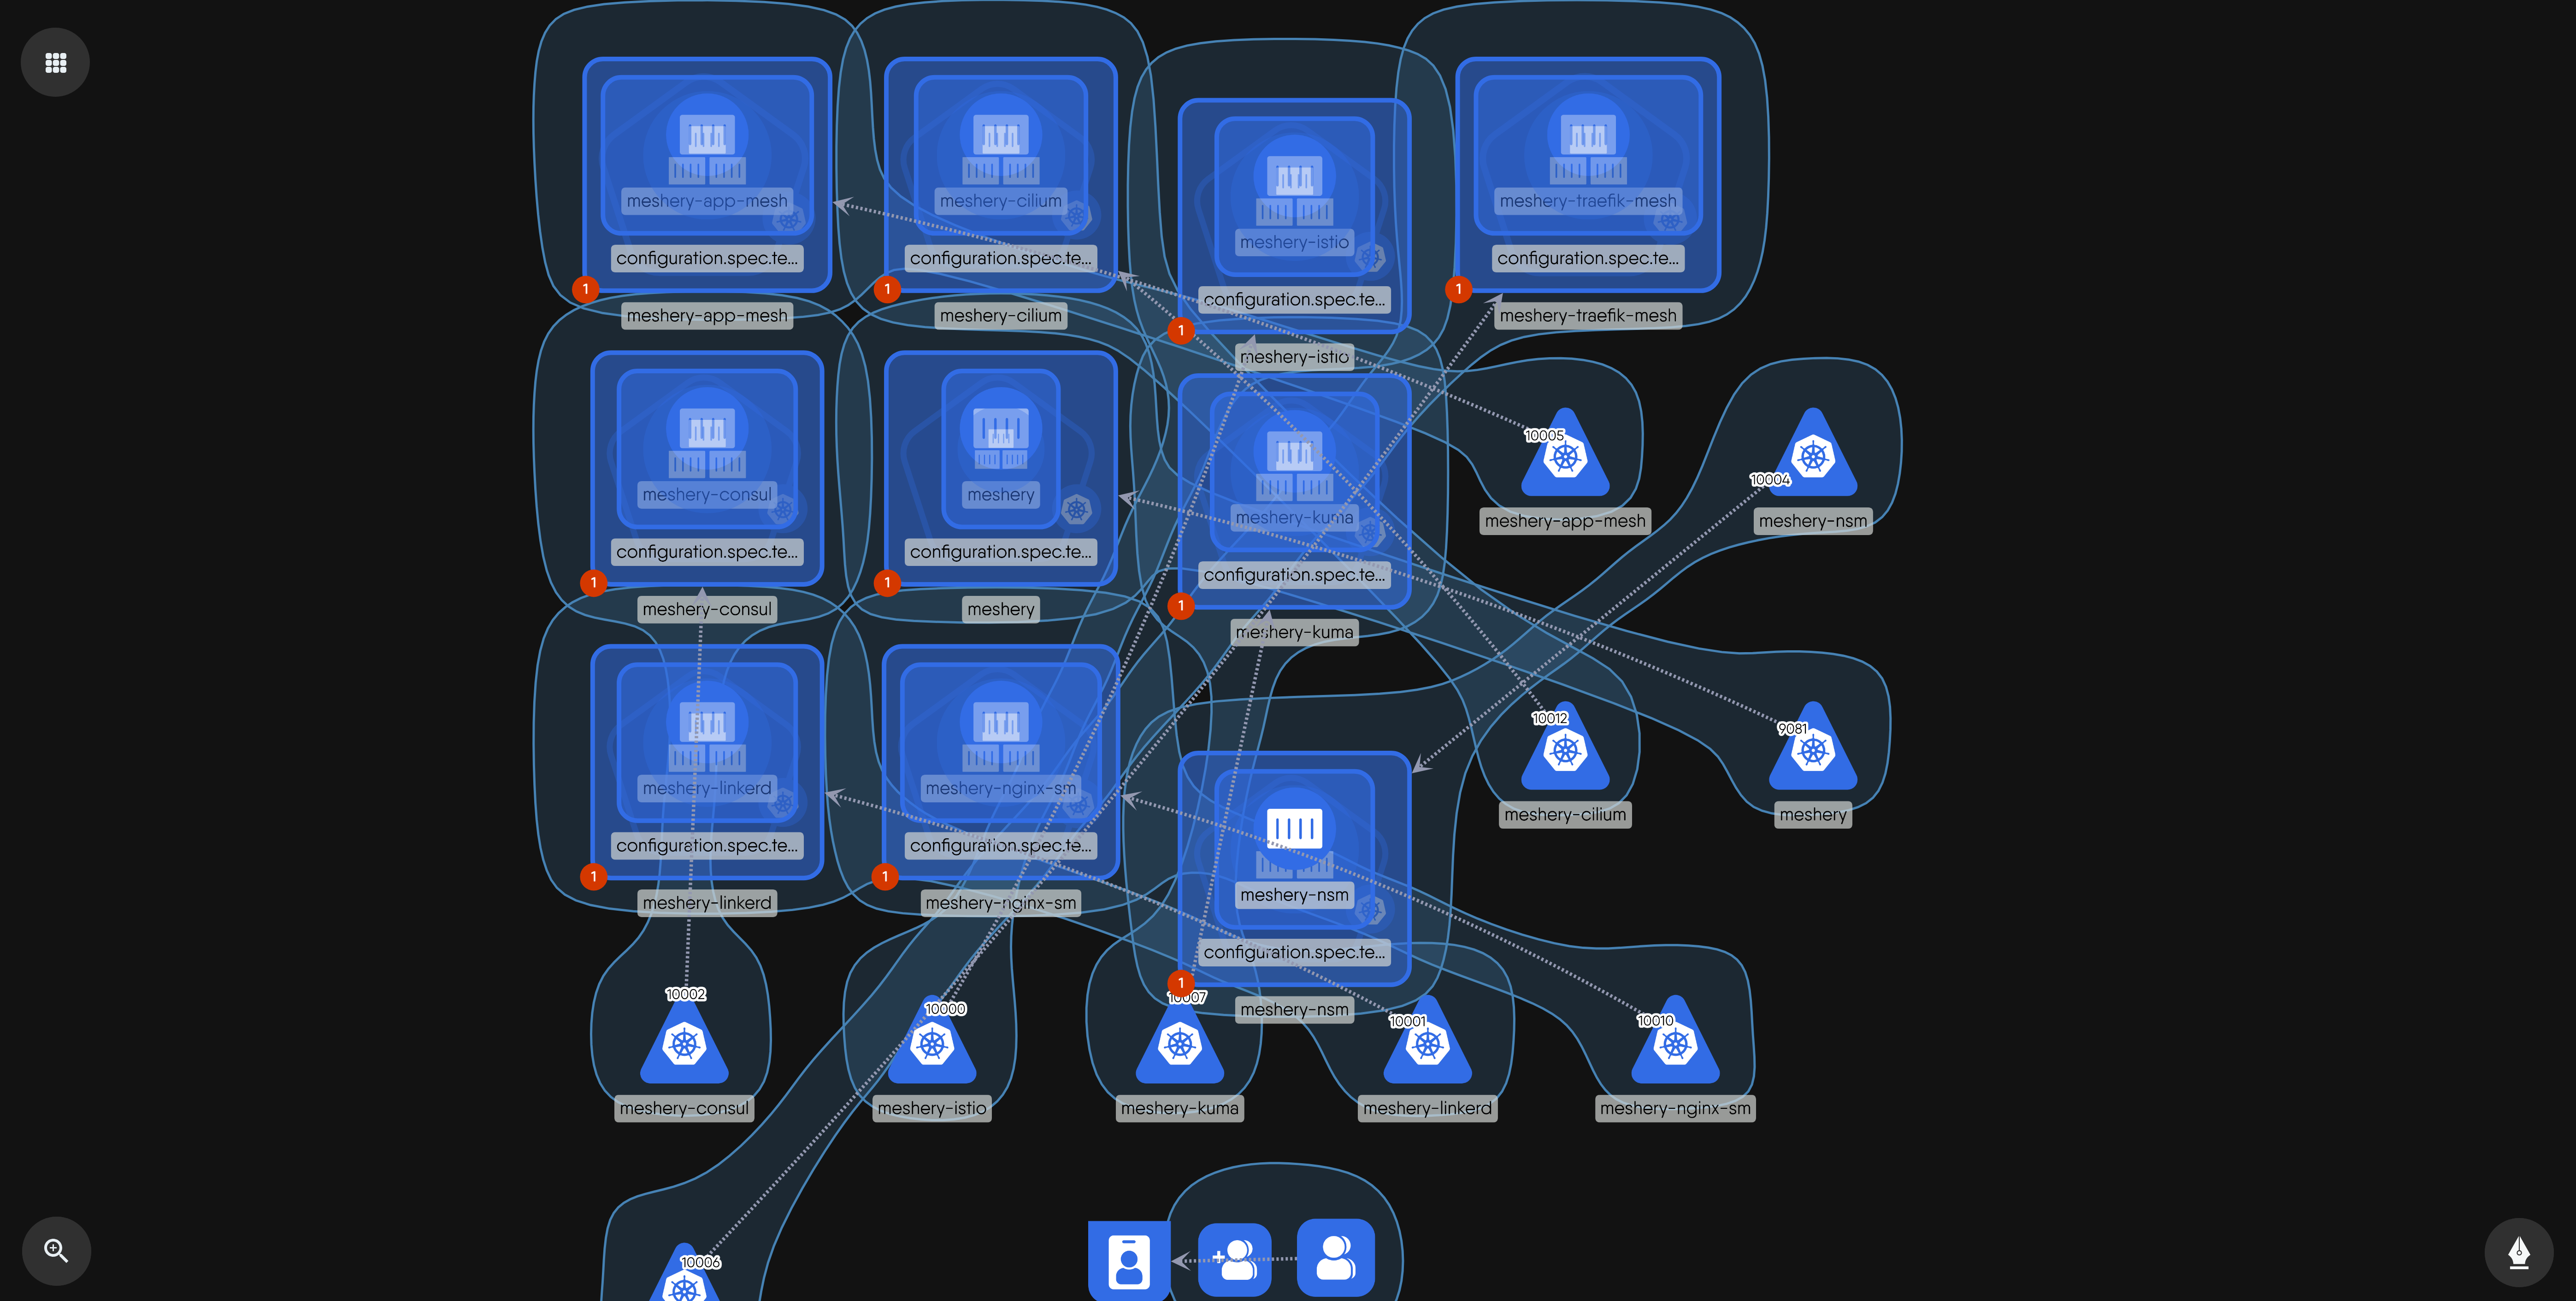 meshery-app-mesh
configuration.spec.te...
1
meshery-app-mesh
meshery-cilium
configuration.spec.te...
1
meshery-cilium
meshery-istio
configuration.spec.te...
1
meshery-istio
meshery-traefik-mesh
configuration.spec.te...
1
meshery-traefik-mesh
meshery-consul
configuration.spec.te...
1
meshery-consul
meshery
configuration.spec.te...
1
meshery
meshery-kuma
configuration.spec.te...
1
meshery-kuma
10005
meshery-app-mesh
10004
meshery-nsm
meshery-linkerd
configuration.spec.te...
1
meshery-linkerd
meshery-nginx-sm
configuration.spec.te...
1
meshery-nginx-sm
meshery-nsm
configuration.spec.te...
1
meshery-nsm
10012
meshery-cilium
9081
meshery
10002
meshery-consul
10000
meshery-istio
10007
meshery-kuma
10001
meshery-linkerd
10010
meshery-nginx-sm
10006